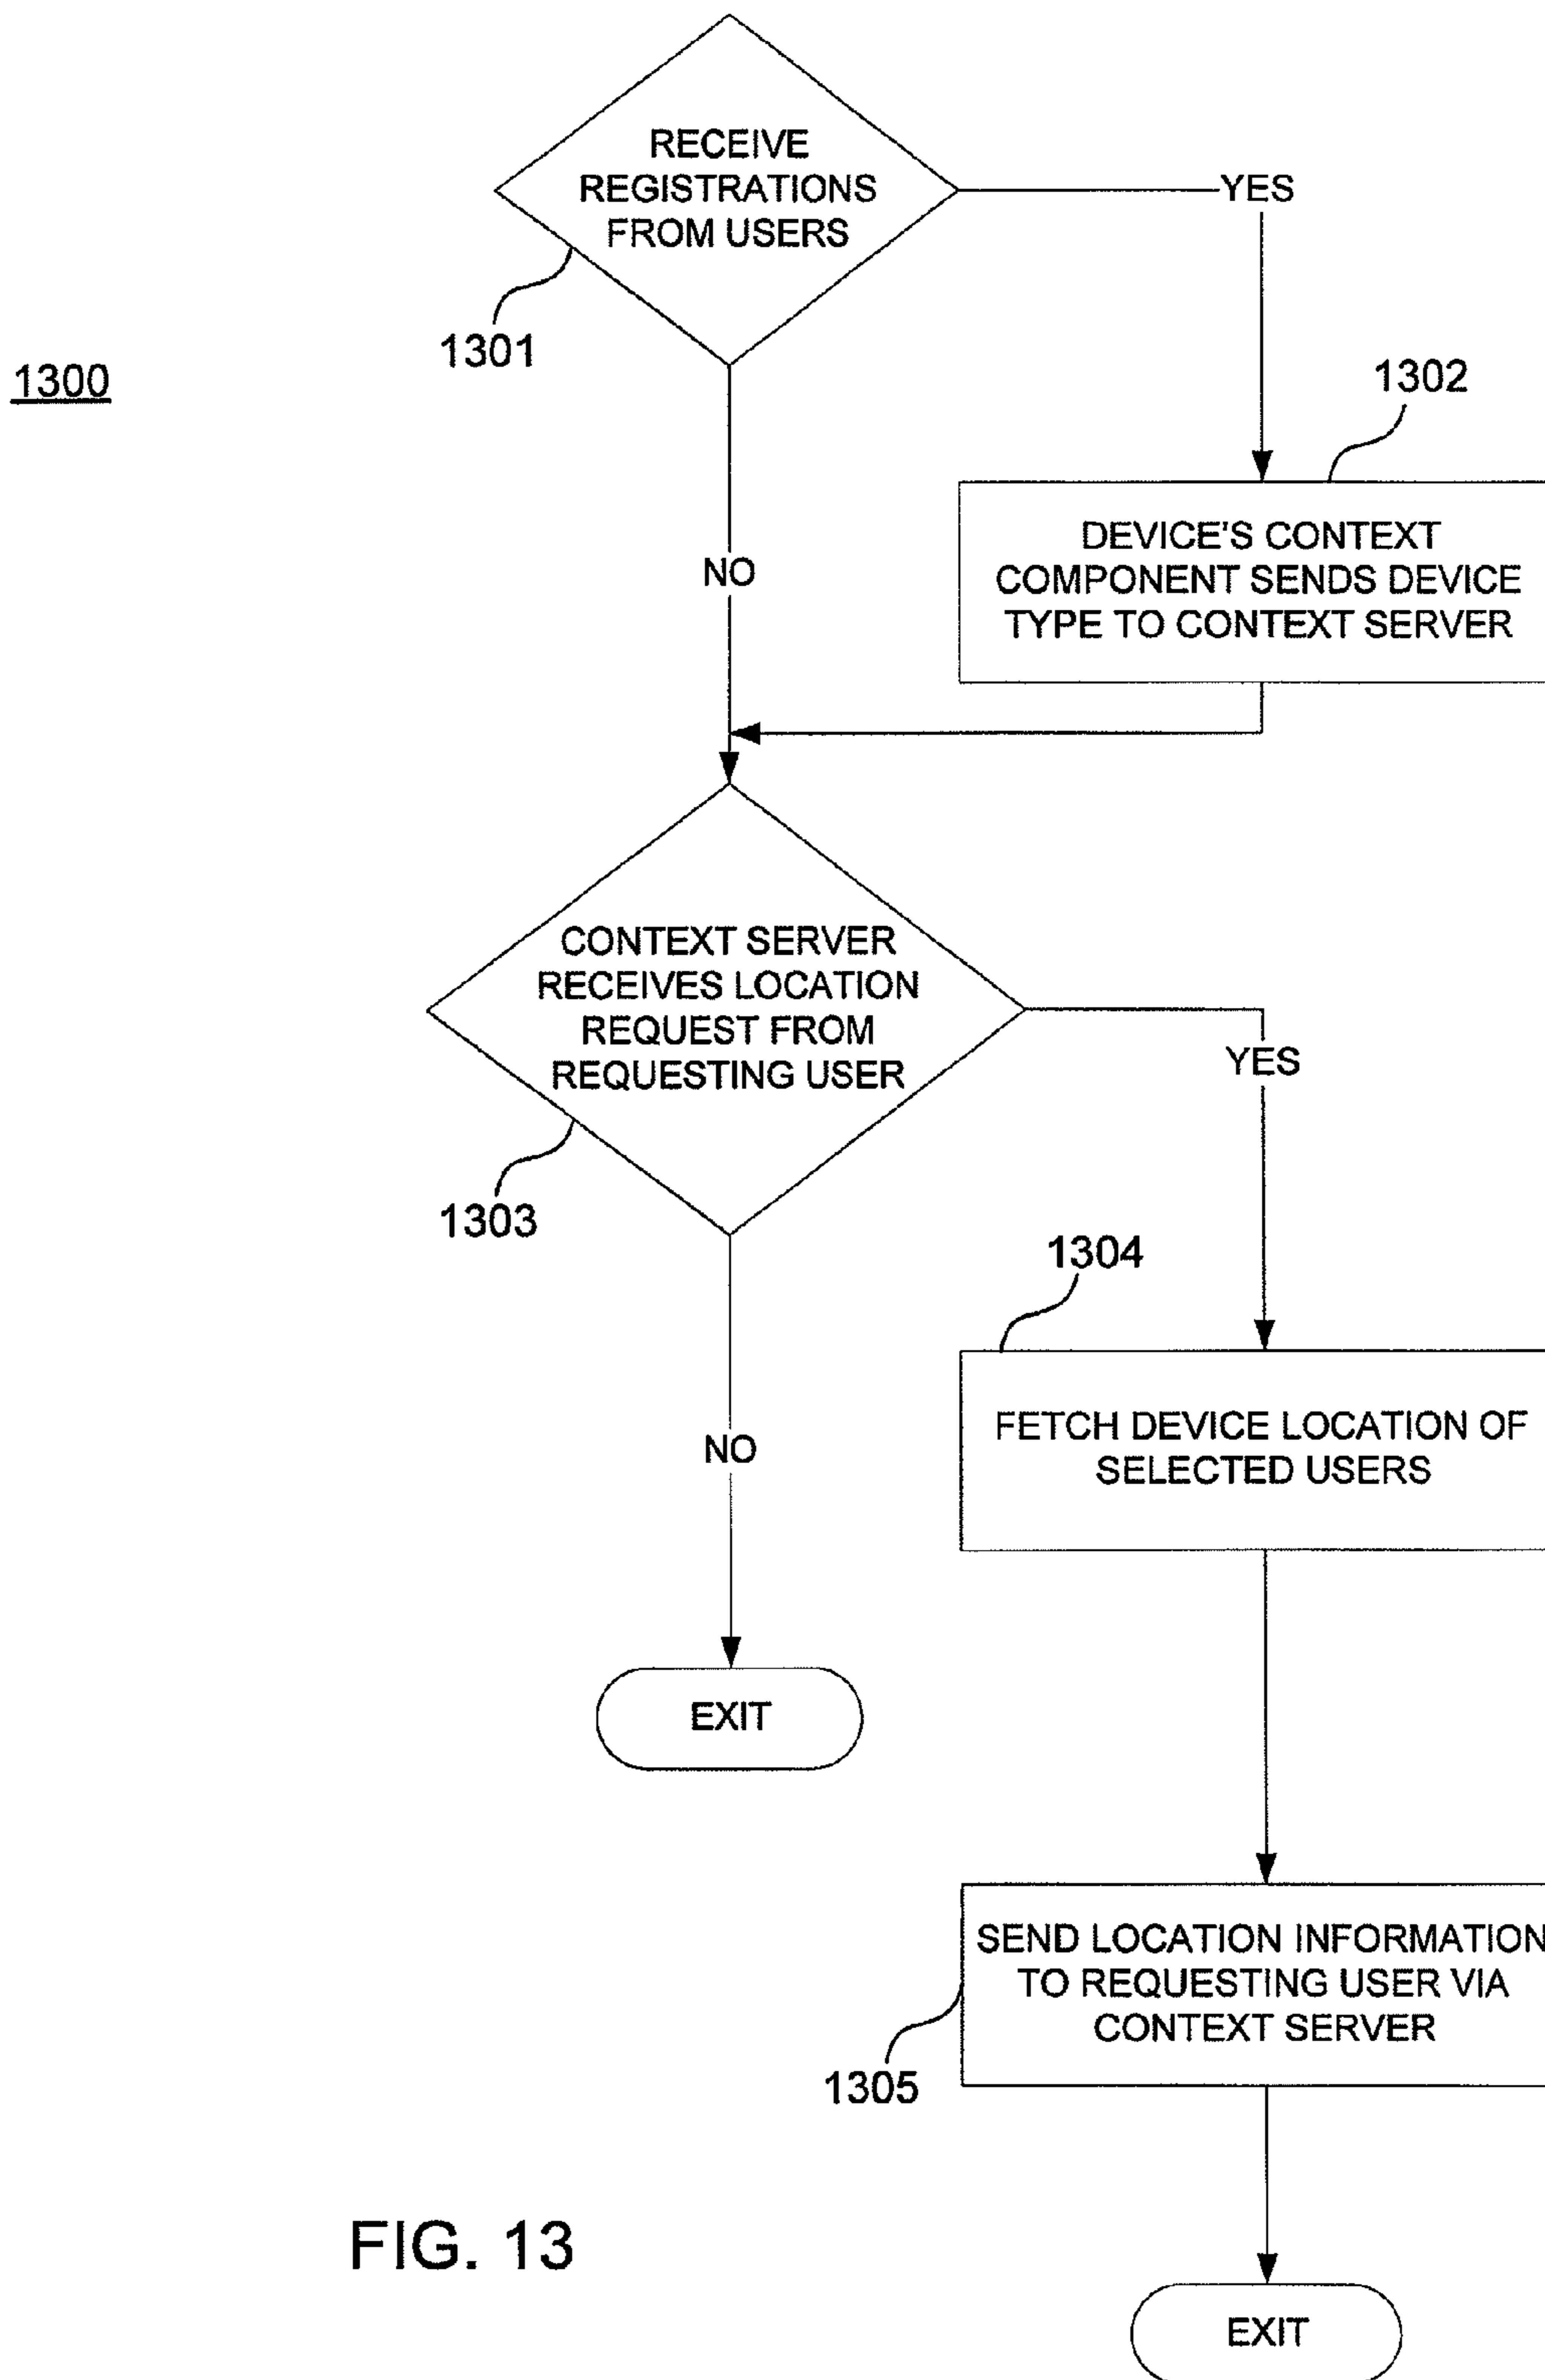 RECEIVE
REGISTRATIONS
FROM USERS
YES
1301
1300
1302
DEVICE'S CONTEXT
COMPONENT SENDS DEVICE
TYPE TO CONTEXT SERVER
NO
CONTEXT SERVER
RECEIVES LOCATION
REQUEST FROM
REQUESTING USER
YES
1303
1304
FETCH DEVICE LOCATION OF
SELECTED USERS
NO
EXIT
SEND LOCATION INFORMATION
TO REQUESTING USER VIA
CONTEXT SERVER
1305
FIG. 13
EXIT